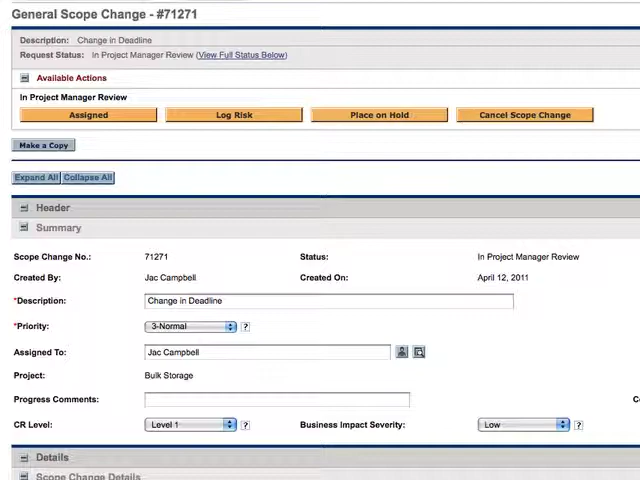 General Scope Change - #71271
Description: Change in Deadline
Request Status: In Project Manager Review (View Full Status Below)
Available Actions
In Project Manager Review
Assigned Log Risk Place on Hold Cancel Scope Change
Make a Copy
Expand All Collapse All
Header
Summary
Scope Change No.: 71271 Status: In Project Manager Review
Created By: Jac Campbell Created On: April 12, 2011
*Description: Change in Deadline
*Priority: 3-Normal ?
Assigned To: Jac Campbell
Project: Bulk Storage
Progress Comments:
CR Level: Level 1 ? Business Impact Severity: Low ?
Details
Scope Change Details